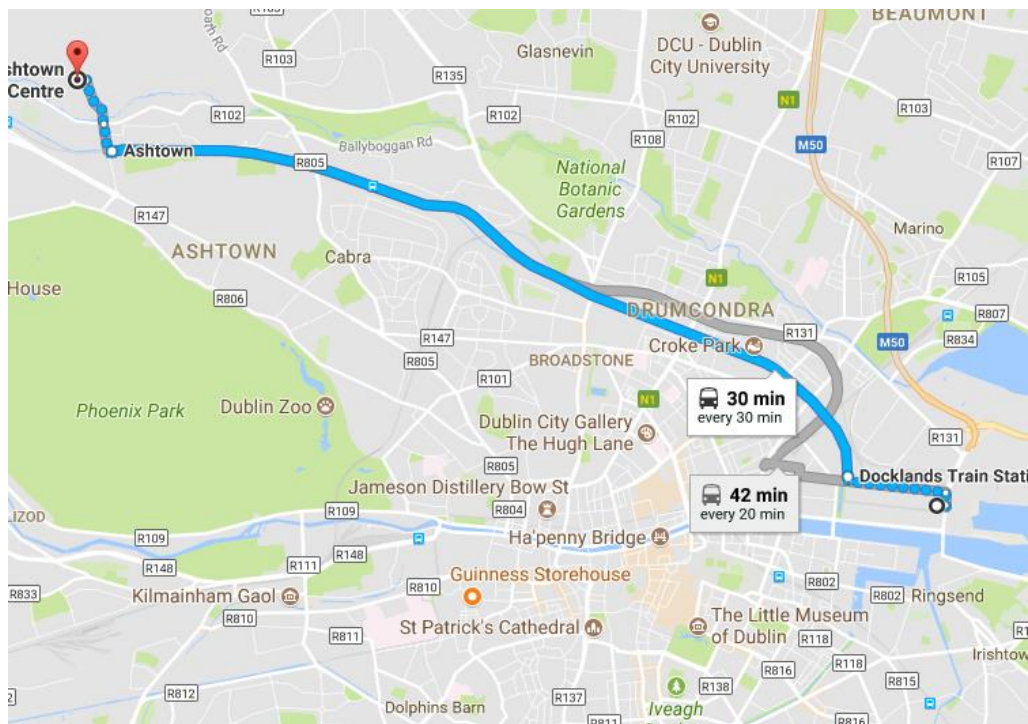 R103
BEAUMONT
Glasnevin
DCU - Dublin
City University
R103
R135
N1
R103
shtown
Centre
R102
R102
R102
R108
M50
Ashtown
Ballyboggan Rd
R805
National
Botanic
Gardens
R107
R147
Marino
ASHTOWN
Cabra
N1
R105
House
R806
DRUMCONDRA
R807
R131
R834
R147
Croke Park
M50
R805
BROADSTONE
R101
30 min
every 30 min
N1
Phoenix Park
Dublin Zoo
Dublin City Gallery
The Hugh Lane
R131
R805
Docklands Train Stati
Jameson Distillery Bow St
42 min
every 20 min
R804
R109
LIZOD
R109
R109
Ha'penny Bridge
R148
R148
R111
Guinness Storehouse
R802
R833
Kilmainham Gaol
R810
R810
R802
Ringsend
The Little Museum
of Dublin
St Patrick's Cathedral
R811
R118
R118
Irishtow
R816
R812
R137
R138
R815
Dolphins Barn
Iveagh
R811
R816